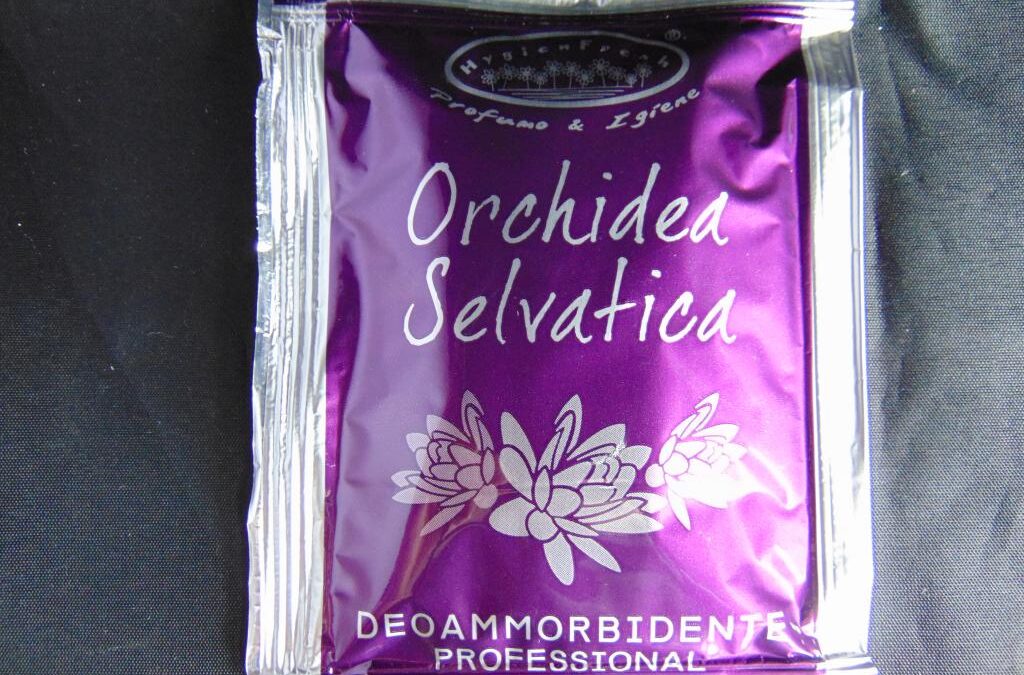 HygienFresh®
Profumo & Igiene
Orchidea
Selvatica
DEOAMMORBIDENTE
PROFESSIONAL